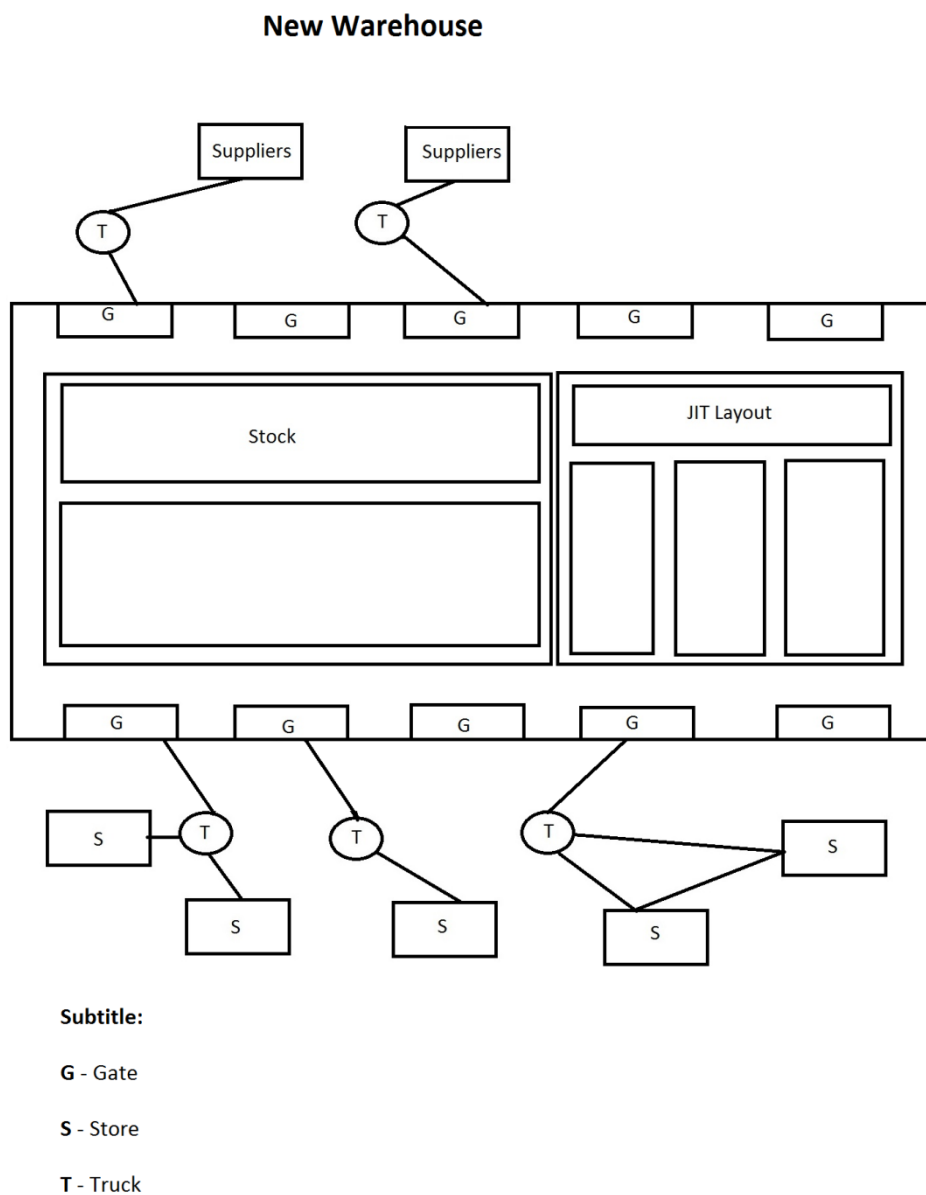 New Warehouse
Suppliers
Suppliers
T
T
G
G
G
G
G
Stock
JIT Layout
G
G
G
G
G
S
T
T
T
S
S
S
S
Subtitle:
G - Gate
S - Store
T - Truck